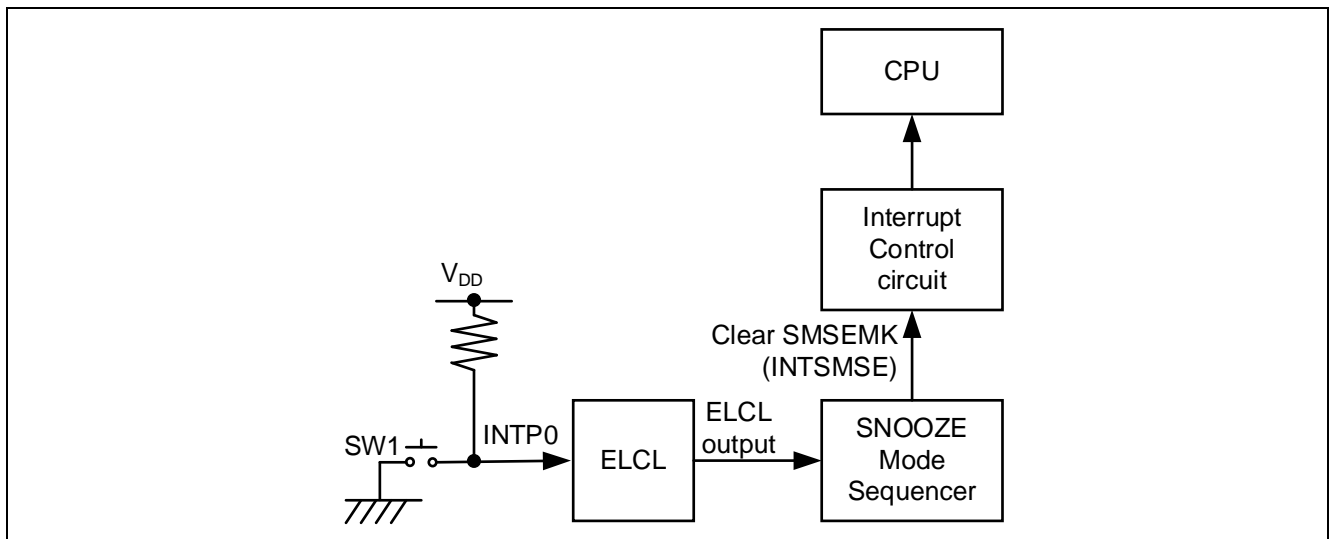 CPU
Interrupt
Control
circuit
VDD
Clear SMSEMK
(INTSMSE)
SW1
INTP0
ELCL
ELCL
output
SNOOZE
Mode
Sequencer